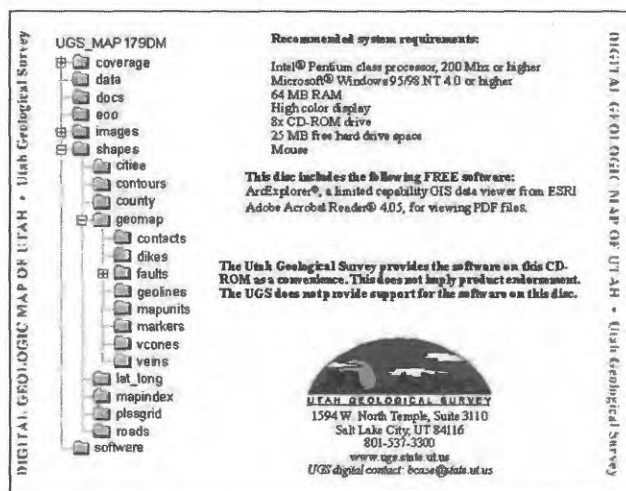 DIGITAL GEOLOGIC MAP OF UTAH • Utah Geological Survey
UGS_MAP 179DM
coverage
data
docs
eoo
images
shapes
cities
contours
county
geomap
contacts
dikes
faults
geolines
mapunits
markers
vcones
veins
lat_long
mapindex
plssgrid
roads
software
Recommended system requirements:
Intel® Pentium class processor, 200 Mhz or higher
Microsoft® Windows 95/98 NT 4.0 or higher
64 MB RAM
High color display
8x CD-ROM drive
25 MB free hard drive space
Mouse
This disc includes the following FREE software:
ArcExplorer®, a limited capability GIS data viewer from ESRI
Adobe Acrobat Reader® 4.05, for viewing PDF files.
The Utah Geological Survey provides the software on this CD-
ROM as a convenience. This does not imply product endorsement.
The UGS does not provide support for the software on this disc.
UTAH GEOLOGICAL SURVEY
1594 W. North Temple, Suite 3110
Salt Lake City, UT 84116
801-537-3300
www.ugs.state.ut.us
UGS digital contact: bcase@state.ut.us
DIGITAL GEOLOGIC MAP OF UTAH • Utah Geological Survey